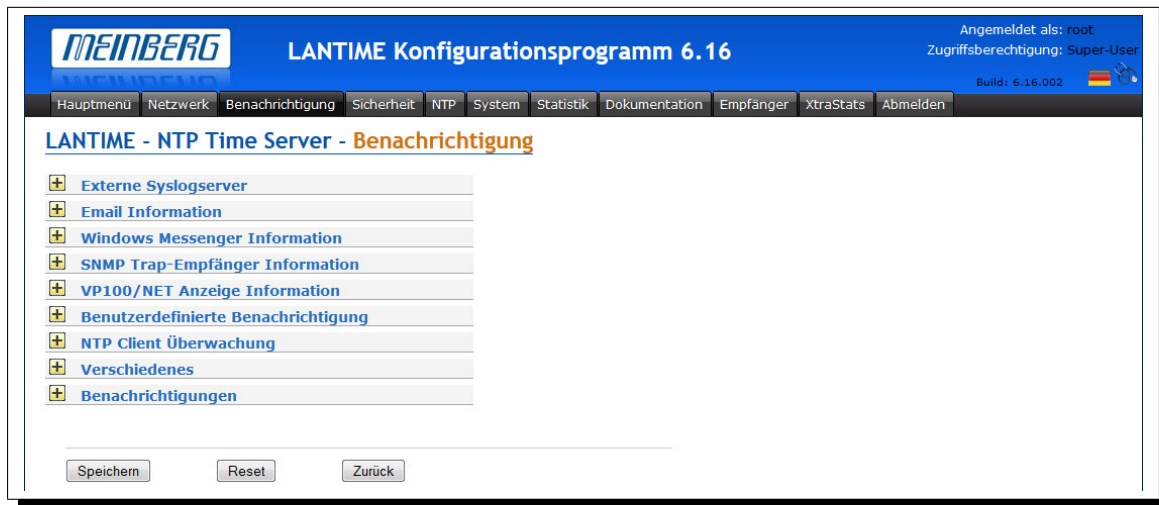 MEINBERG
LANTIME Konfigurationsprogramm 6.16
Angemeldet als: root
Zugriffsberechtigung: Super-User
Build: 6.16.002
Hauptmenü Netzwerk Benachrichtigung Sicherheit NTP System Statistik Dokumentation Empfänger XtraStats Abmelden
LANTIME - NTP Time Server - Benachrichtigung
Externe Syslogserver
Email Information
Windows Messenger Information
SNMP Trap-Empfänger Information
VP100/NET Anzeige Information
Benutzerdefinierte Benachrichtigung
NTP Client Überwachung
Verschiedenes
Benachrichtigungen
Speichern Reset Zurück